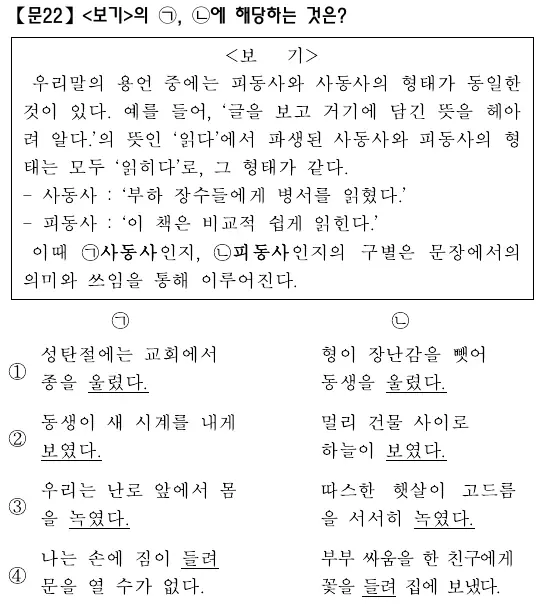 【문22】 <보기>의 ㉠, ㉡에 해당하는 것은?
<보 기>
우리말의 용언 중에는 피동사와 사동사의 형태가 동일한
것이 있다. 예를 들어, ‘글을 보고 거기에 담긴 뜻을 헤아
려 알다.’의 뜻인 ‘읽다’에서 파생된 사동사와 피동사의 형
태는 모두 ‘읽히다’로, 그 형태가 같다.
- 사동사 : ‘부하 장수들에게 병서를 읽혔다.’
- 피동사 : ‘이 책은 비교적 쉽게 읽힌다.’
이때 ㉠사동사인지, ㉡피동사인지의 구별은 문장에서의
의미와 쓰임을 통해 이루어진다.
㉠ ㉡
① 성탄절에는 교회에서 형이 장난감을 뺏어
종을 울렸다. 동생을 울렸다.
② 동생이 새 시계를 내게 멀리 건물 사이로
보였다. 하늘이 보였다.
③ 우리는 난로 앞에서 몸 따스한 햇살이 고드름
을 녹였다. 을 서서히 녹였다.
④ 나는 손에 짐이 들려 부부 싸움을 한 친구에게
문을 열 수가 없다. 꽃을 들려 집에 보냈다.